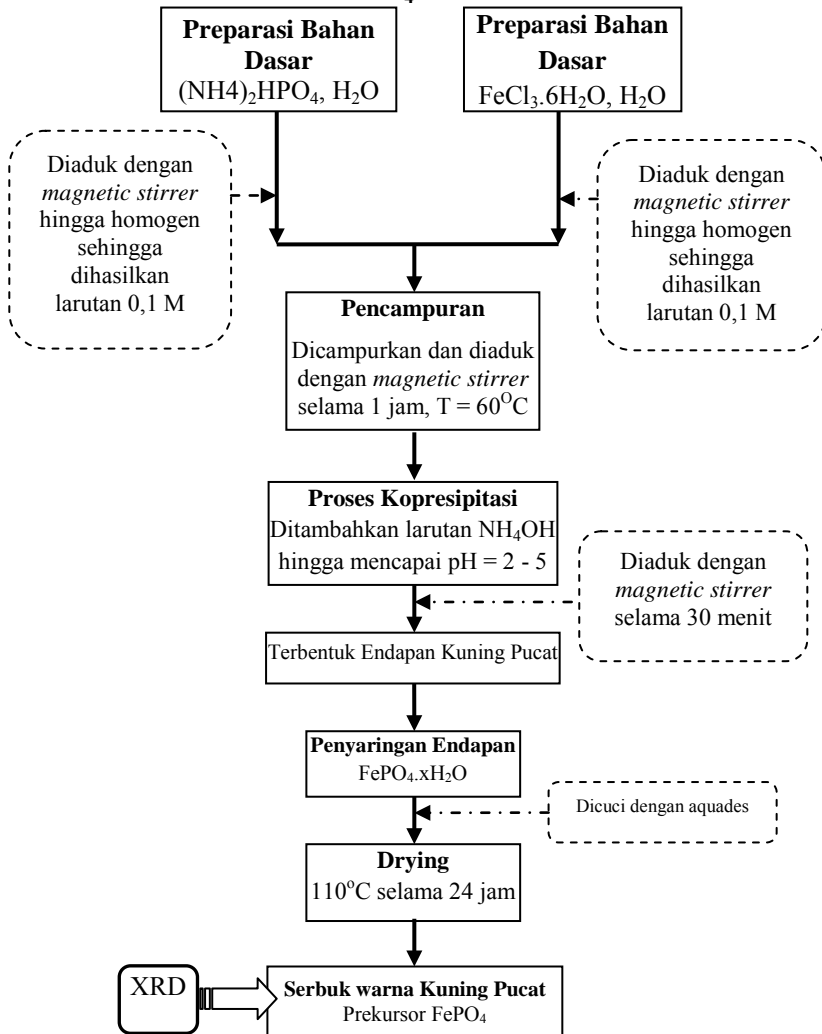 4
Preparasi Bahan
Dasar
(NH4)₂HPO₄, H₂O
Preparasi Bahan
Dasar
FeCl₃.6H₂O, H₂O
Diaduk dengan
magnetic stirrer
hingga homogen
sehingga
dihasilkan
larutan 0,1 M
Diaduk dengan
magnetic stirrer
hingga homogen
sehingga
dihasilkan
larutan 0,1 M
Pencampuran
Dicampurkan dan diaduk
dengan magnetic stirrer
selama 1 jam, T = 60⁰C
Proses Kopresipitasi
Ditambahkan larutan NH₄OH
hingga mencapai pH = 2 - 5
Diaduk dengan
magnetic stirrer
selama 30 menit
Terbentuk Endapan Kuning Pucat
Penyaringan Endapan
FePO₄.xH₂O
Dicuci dengan aquades
Drying
110°C selama 24 jam
XRD
Serbuk warna Kuning Pucat
Prekursor FePO₄